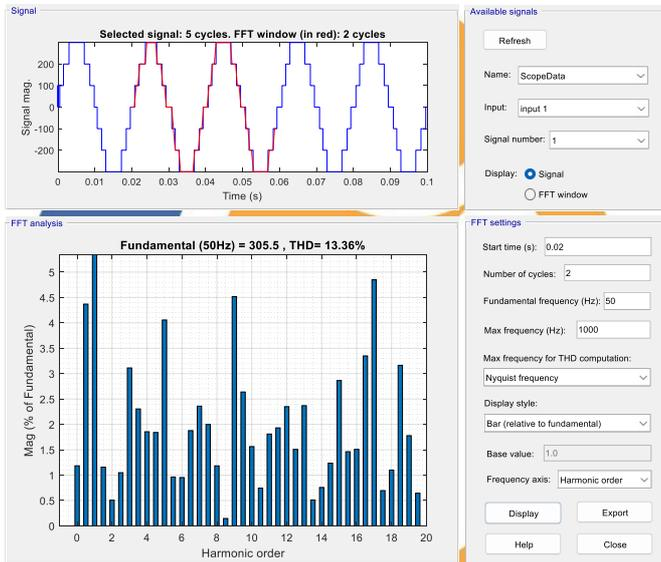 Signal
Selected signal: 5 cycles. FFT window (in red): 2 cycles
Signal mag.
200
100
0
-100
-200
0 0.01 0.02 0.03 0.04 0.05 0.06 0.07 0.08 0.09 0.1
Time (s)
Available signals
Refresh
Name: ScopeData
Input: input 1
Signal number: 1
Display: Signal
FFT window
FFT analysis
Fundamental (50Hz) = 305.5 , THD= 13.36%
Mag (% of Fundamental)
5
4.5
4
3.5
3
2.5
2
1.5
1
0.5
0
0 2 4 6 8 10 12 14 16 18 20
Harmonic order
FFT settings
Start time (s): 0.02
Number of cycles: 2
Fundamental frequency (Hz): 50
Max frequency (Hz): 1000
Max frequency for THD computation:
Nyquist frequency
Display style:
Bar (relative to fundamental)
Base value: 1.0
Frequency axis: Harmonic order
Display Export
Help Close